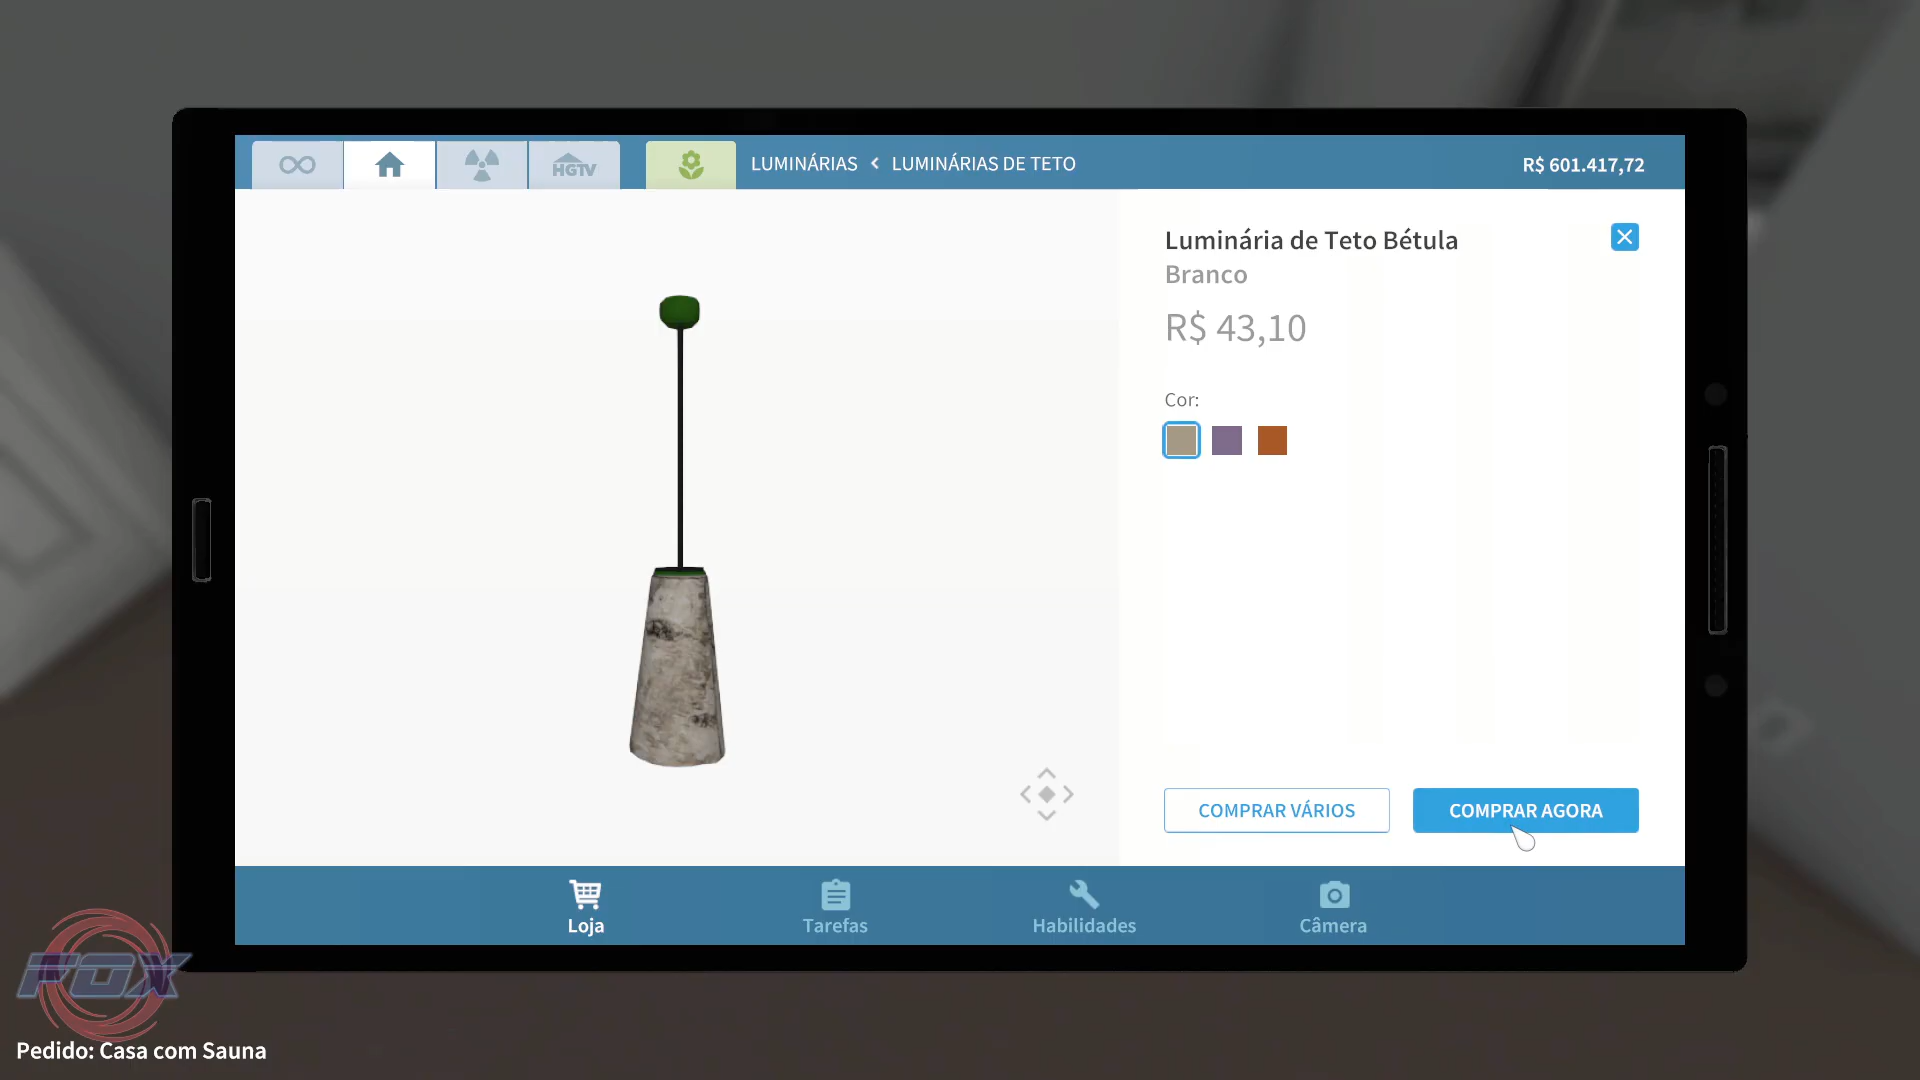 HGTV
LUMINÁRIAS < LUMINÁRIAS DE TETO
R$ 601.417,72
Luminária de Teto Bétula
Branco
R$ 43,10
Cor:
COMPRAR VÁRIOS
COMPRAR AGORA
Loja
Tarefas
Habilidades
Câmera
FOX
Pedido: Casa com Sauna